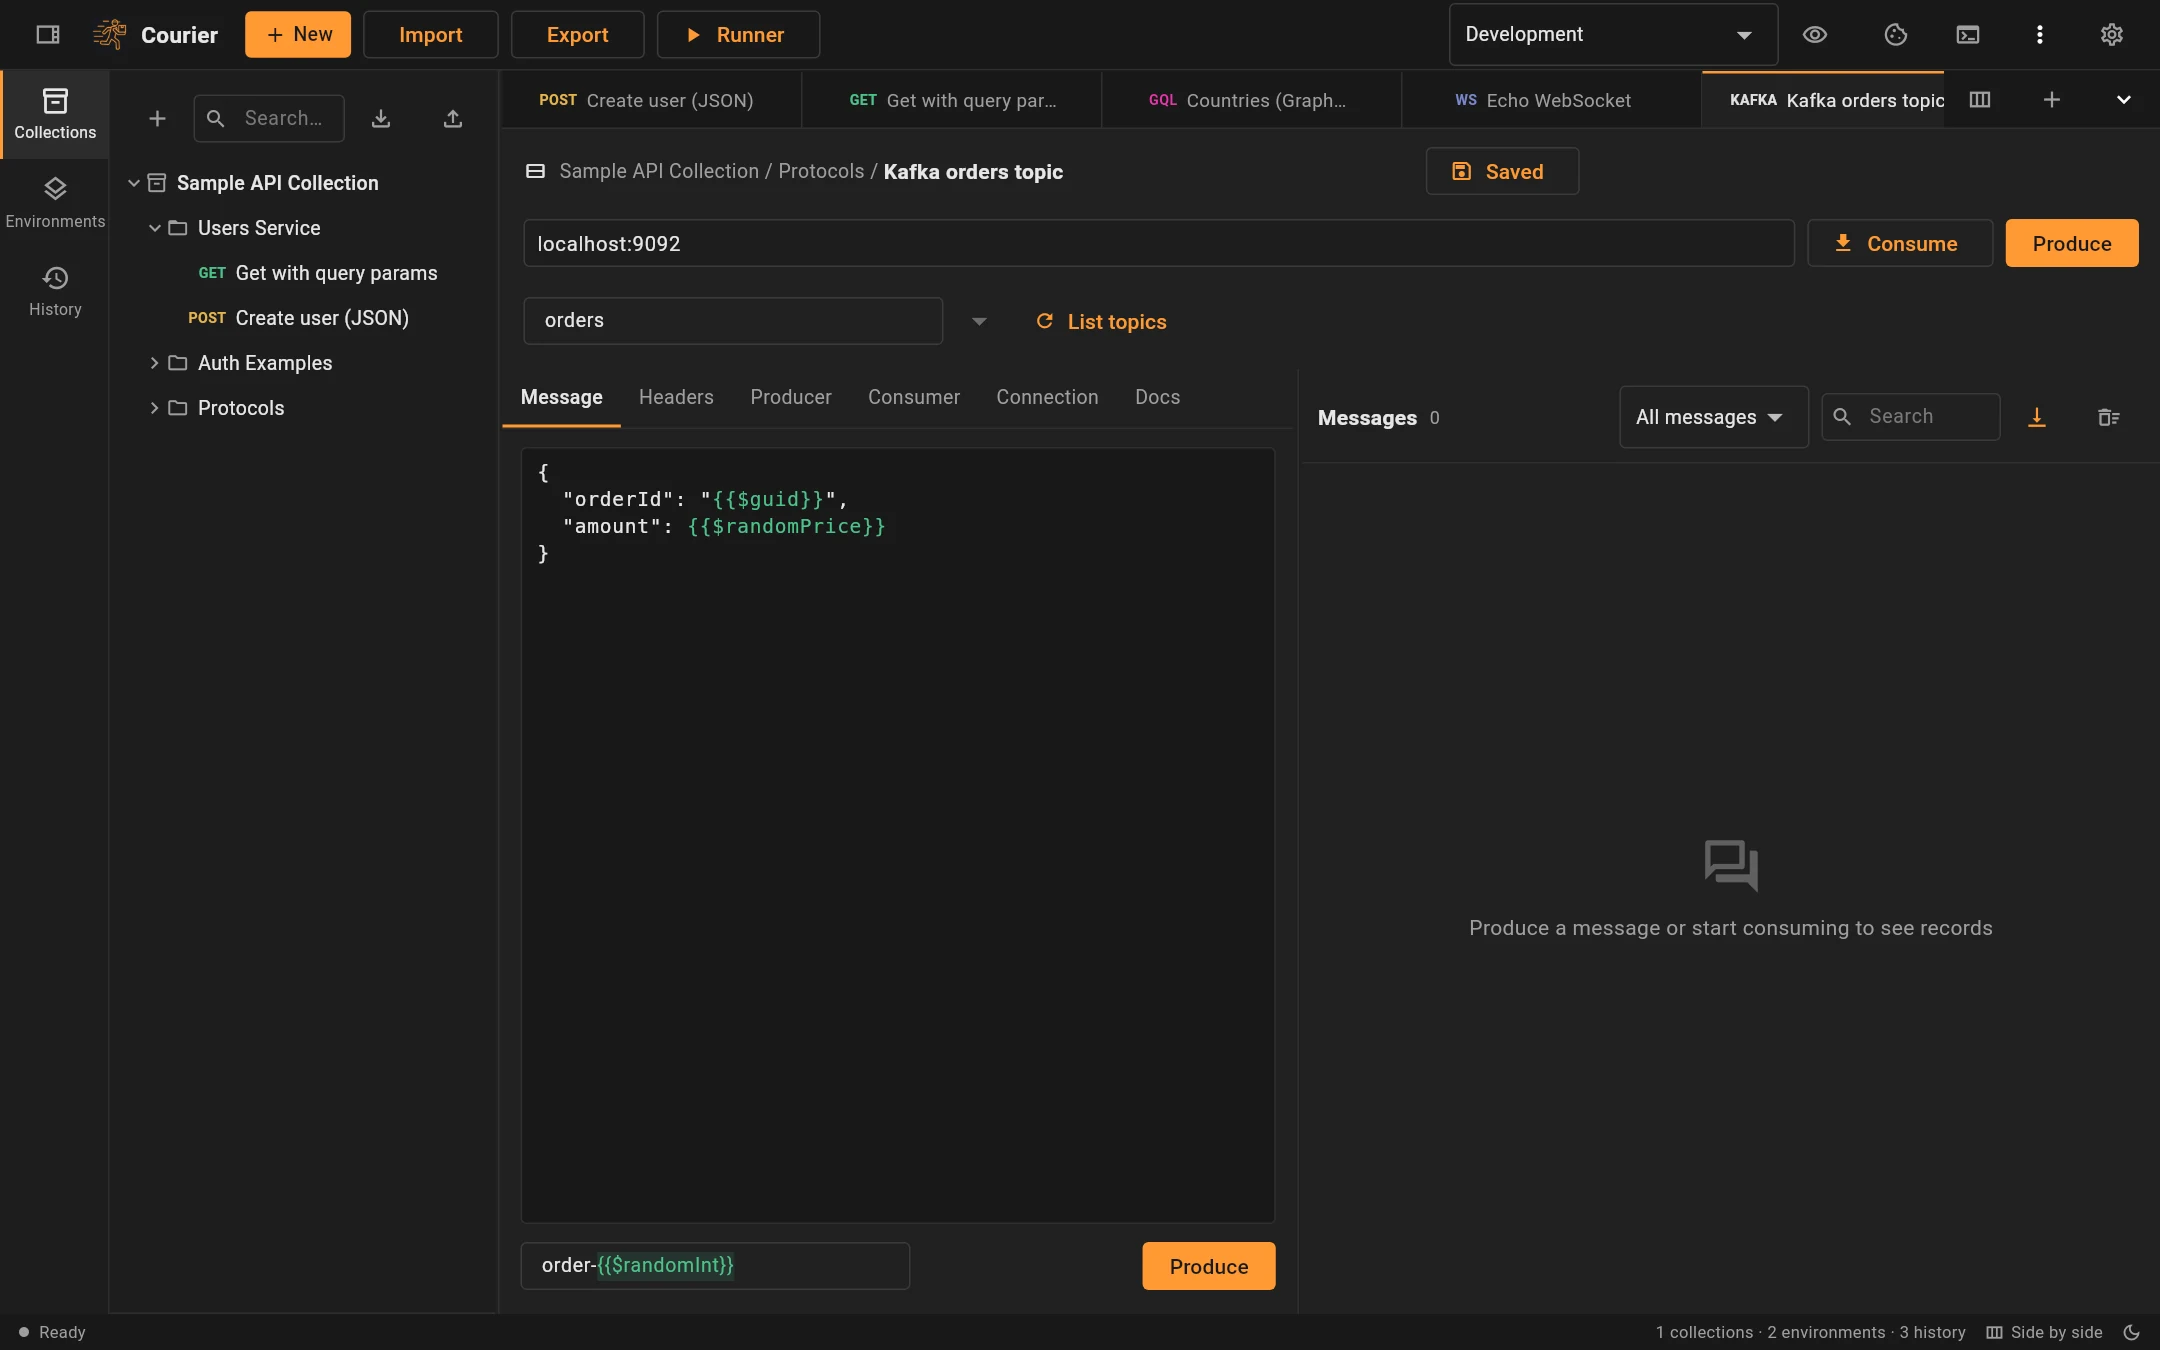 Courier
New
Import
Export
Runner
Development
Collections
Environments
History
Search...
Sample API Collection
Users Service
GET Get with query params
POST Create user (JSON)
Auth Examples
Protocols
POST Create user (JSON)
GET Get with query par...
GQL Countries (Graph...
WS Echo WebSocket
KAFKA Kafka orders topic
Sample API Collection / Protocols / Kafka orders topic
Saved
localhost:9092
Consume
Produce
orders
List topics
Message
Headers
Producer
Consumer
Connection
Docs
{
"orderId": "{{$guid}}",
"amount": {{$randomPrice}}
}
order-{{$randomInt}}
Produce
Messages 0
All messages
Search
Produce a message or start consuming to see records
Ready
1 collections · 2 environments · 3 history
Side by side